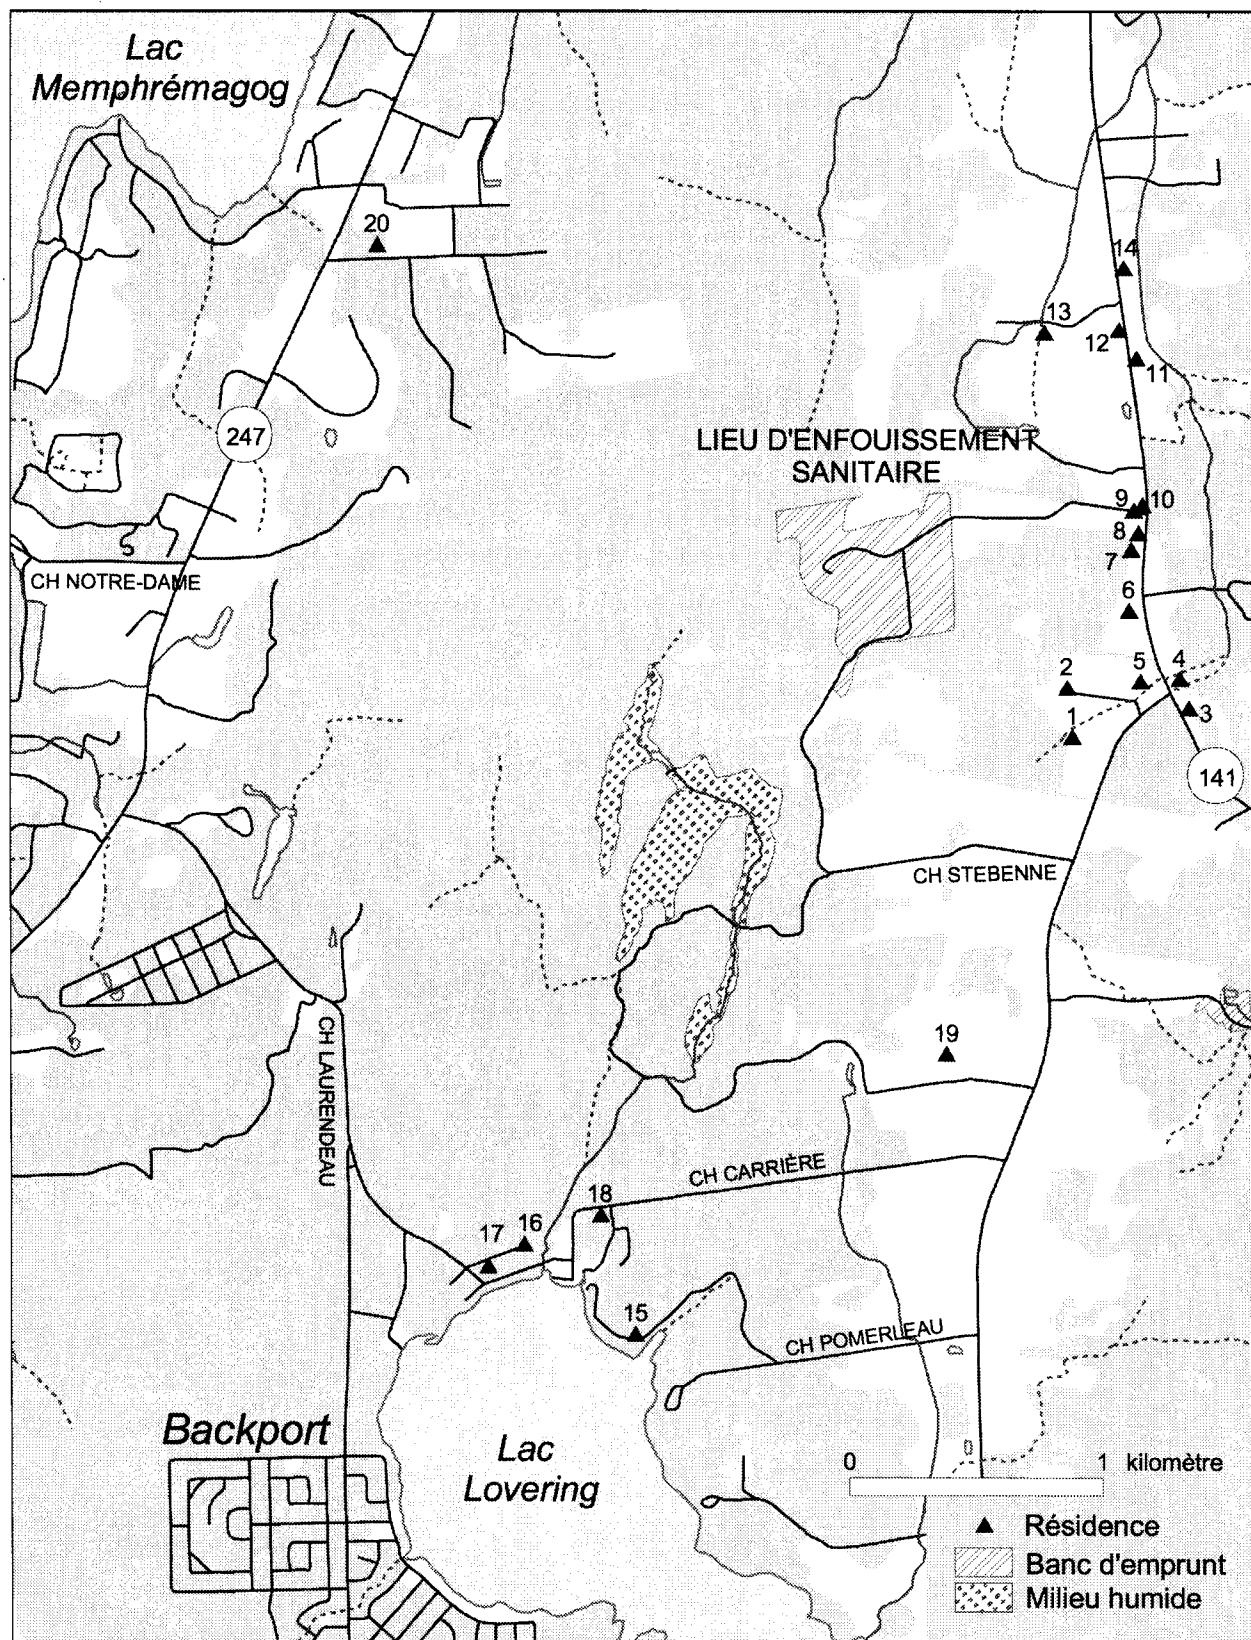 Lac
Memphrémagog
20
14
13
12
11
247
LIEU D'ENFOUISSEMENT
SANITAIRE
9
10
8
7
CH NOTRE-DAME
6
2
5
4
1
3
141
CH STEBENNE
CH LAURENDEAU
19
CH CARRIÈRE
18
17
16
15
CH POMERLEAU
Backport
Lac
Lovering
0 1 kilomètre
Résidence
Banc d'emprunt
Milieu humide